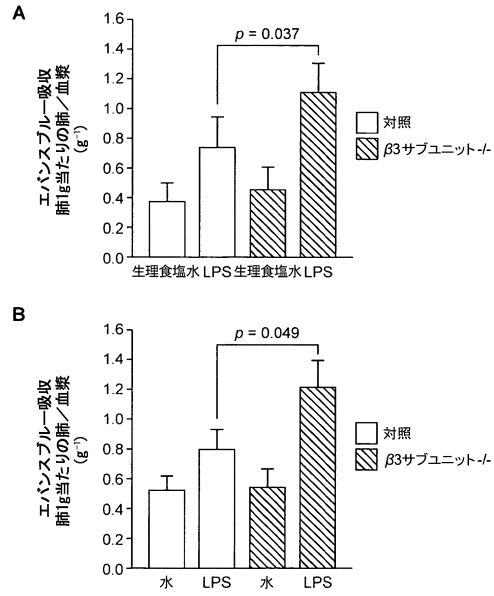 A
エバンスブルー吸収
肺1g当たりの肺／血漿
(g⁻¹)
1.6
1.4
1.2
1.0
0.8
0.6
0.4
0.2
0.0
p = 0.037
生理食塩水 LPS 生理食塩水 LPS
対照
β3サブユニット-/-
B
エバンスブルー吸収
肺1g当たりの肺／血漿
(g⁻¹)
1.6
1.4
1.2
1.0
0.8
0.6
0.4
0.2
0.0
p = 0.049
水 LPS 水 LPS
対照
β3サブユニット-/-